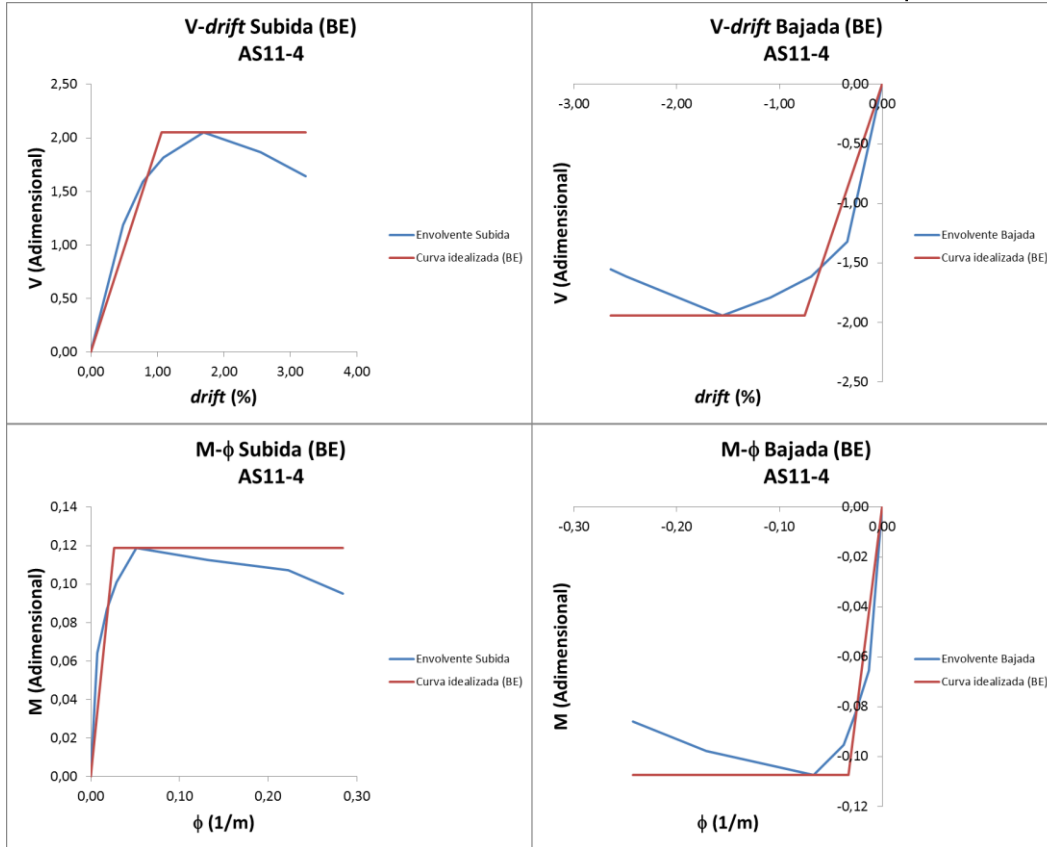 V-drift Subida (BE)
AS11-4
2,50
2,00
1,50
1,00
0,50
0,00
0,00 1,00 2,00 3,00 4,00
V (Adimensional)
drift (%)
Envolvente Subida
Curva idealizada (BE)
V-drift Bajada (BE)
AS11-4
-3,00 -2,00 -1,00 0,00
0,00
-0,50
-1,00
-1,50
-2,00
-2,50
V (Adimensional)
drift (%)
Envolvente Bajada
Curva idealizada (BE)
M-ϕ Subida (BE)
AS11-4
0,14
0,12
0,10
0,08
0,06
0,04
0,02
0,00
0,00 0,10 0,20 0,30
M (Adimensional)
ϕ (1/m)
Envolvente Subida
Curva idealizada (BE)
M-ϕ Bajada (BE)
AS11-4
-0,30 -0,20 -0,10 0,00
0,00
-0,02
-0,04
-0,06
-0,08
-0,10
-0,12
M (Adimensional)
ϕ (1/m)
Envolvente Bajada
Curva idealizada (BE)